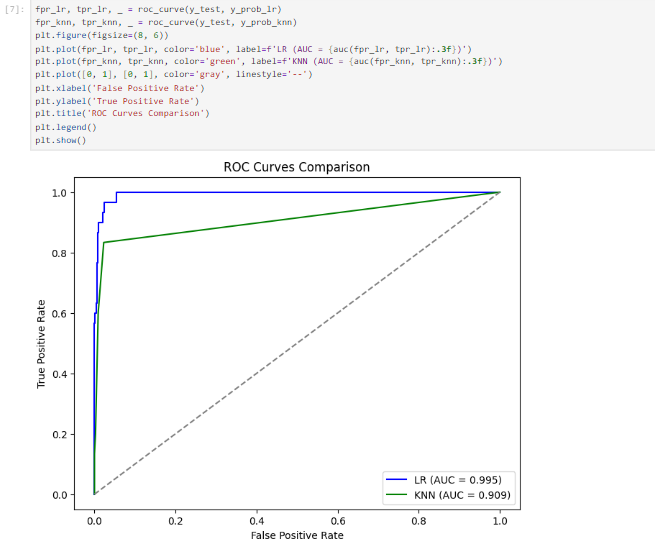 [7]: fpr_lr, tpr_lr, _ = roc_curve(y_test, y_prob_lr)
fpr_knn, tpr_knn, _ = roc_curve(y_test, y_prob_knn)
plt.figure(figsize=(8, 6))
plt.plot(fpr_lr, tpr_lr, color='blue', label=f'LR (AUC = {auc(fpr_lr, tpr_lr):.3f})')
plt.plot(fpr_knn, tpr_knn, color='green', label=f'KNN (AUC = {auc(fpr_knn, tpr_knn):.3f})')
plt.plot([0, 1], [0, 1], color='gray', linestyle='--')
plt.xlabel('False Positive Rate')
plt.ylabel('True Positive Rate')
plt.title('ROC Curves Comparison')
plt.legend()
plt.show()
ROC Curves Comparison
1.0
0.8
0.6
0.4
0.2
0.0
True Positive Rate
LR (AUC = 0.995)
KNN (AUC = 0.909)
0.0 0.2 0.4 0.6 0.8 1.0
False Positive Rate